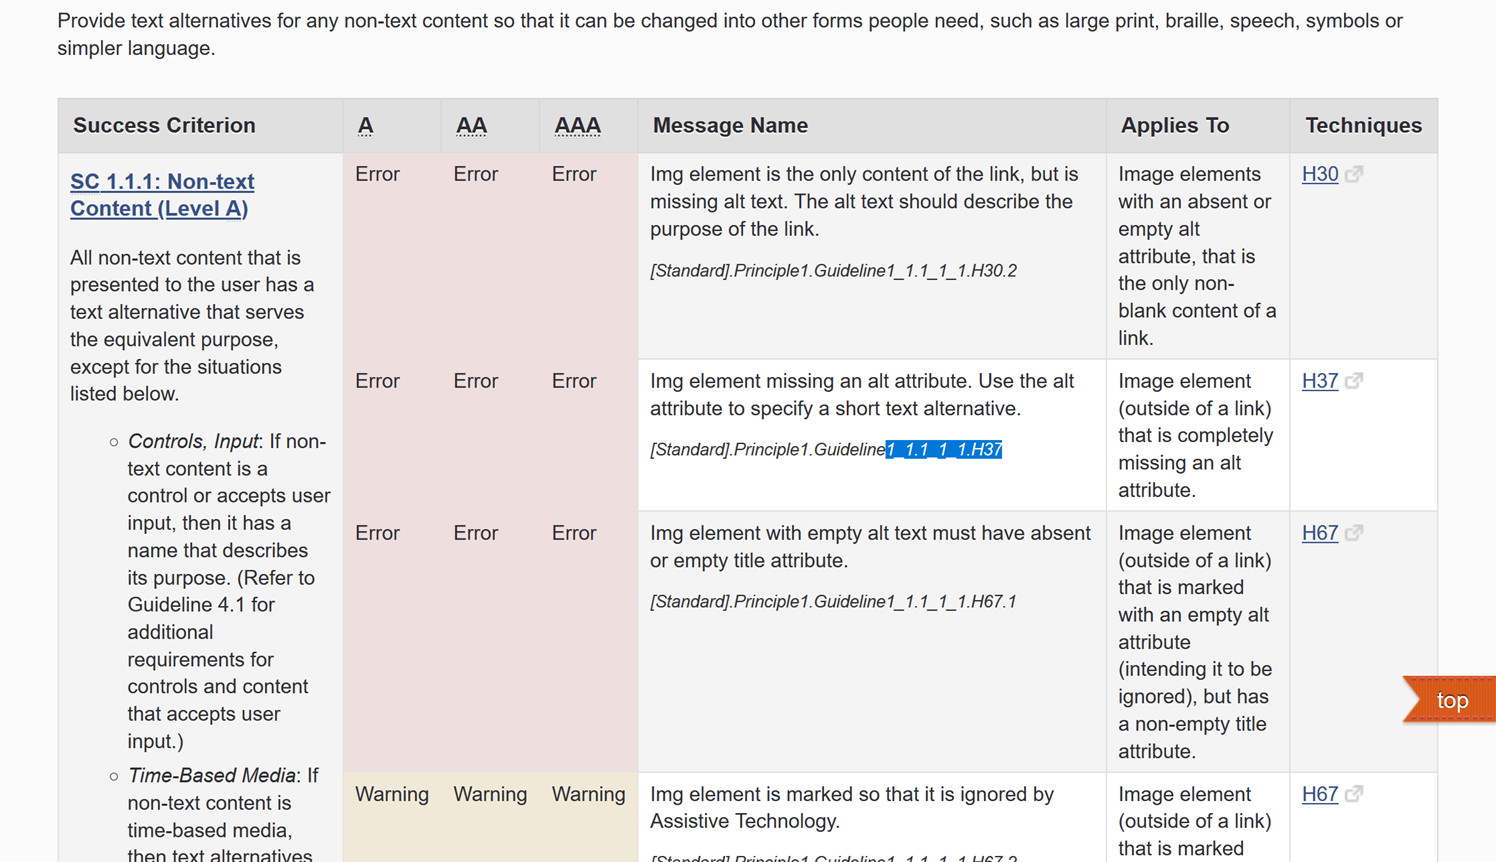 Provide text alternatives for any non-text content so that it can be changed into other forms people need, such as large print, braille, speech, symbols or
simpler language.
Success Criterion
A
AA
AAA
Message Name
Applies To
Techniques
SC 1.1.1: Non-text
Content (Level A)
All non-text content that is
presented to the user has a
text alternative that serves
the equivalent purpose,
except for the situations
listed below.
Controls, Input: If non-
text content is a
control or accepts user
input, then it has a
name that describes
its purpose. (Refer to
Guideline 4.1 for
additional
requirements for
controls and content
that accepts user
input.)
Time-Based Media: If
non-text content is
time-based media,
then text alternatives
Error
Error
Error
Img element is the only content of the link, but is
missing alt text. The alt text should describe the
purpose of the link.
[Standard].Principle1.Guideline1_1.1_1_1.H30.2
Image elements
with an absent or
empty alt
attribute, that is
the only non-
blank content of a
link.
H30
Error
Error
Error
Img element missing an alt attribute. Use the alt
attribute to specify a short text alternative.
[Standard].Principle1.Guideline1_1.1_1_1.H37
Image element
(outside of a link)
that is completely
missing an alt
attribute.
H37
Error
Error
Error
Img element with empty alt text must have absent
or empty title attribute.
[Standard].Principle1.Guideline1_1.1_1_1.H67.1
Image element
(outside of a link)
that is marked
with an empty alt
attribute
(intending it to be
ignored), but has
a non-empty title
attribute.
H67
top
Warning
Warning
Warning
Img element is marked so that it is ignored by
Assistive Technology.
[Standard].Principle1.Guideline1_1.1_1_1.H67.2
Image element
(outside of a link)
that is marked
H67